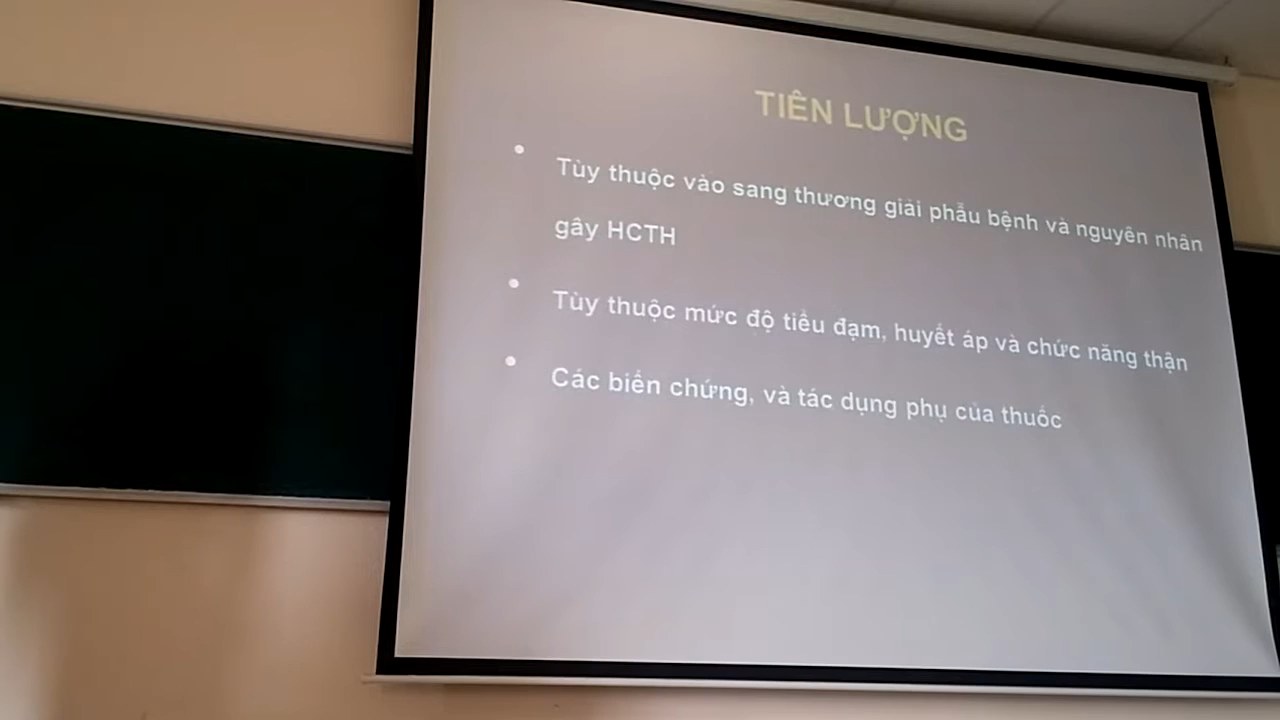 TIÊN LƯỢNG
Tùy thuộc vào sang thương giải phẫu bệnh và nguyên nhân
gây HCTH
Tùy thuộc mức độ tiểu đạm, huyết áp và chức năng thận
Các biến chứng, và tác dụng phụ của thuốc